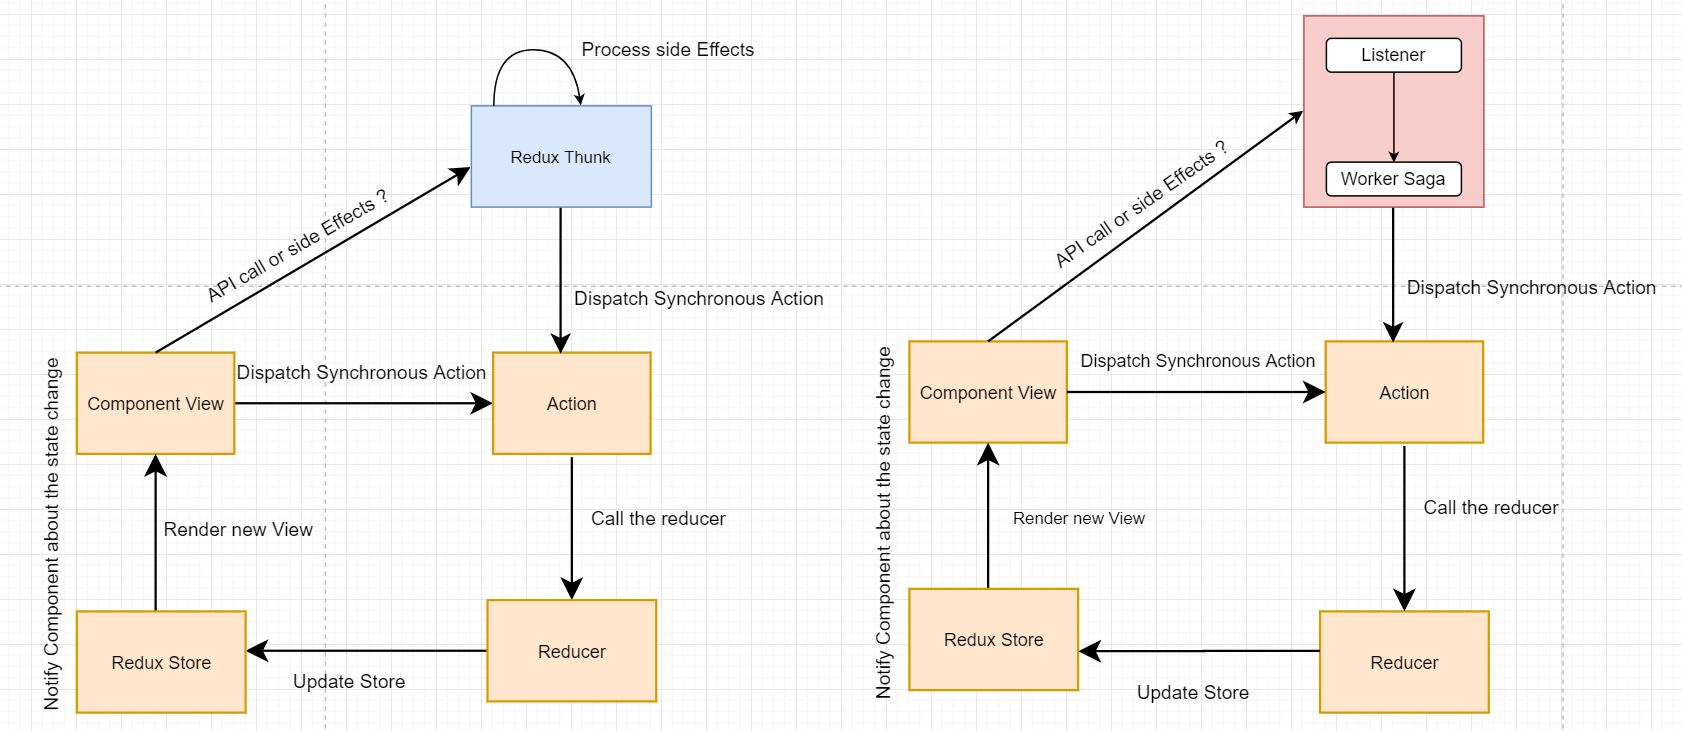 Process side Effects
Redux Thunk
API call or side Effects ?
Dispatch Synchronous Action
Component View
Dispatch Synchronous Action
Action
Notify Component about the state change
Render new View
Call the reducer
Redux Store
Update Store
Reducer
Listener
Worker Saga
API call or side Effects ?
Dispatch Synchronous Action
Component View
Dispatch Synchronous Action
Action
Notify Component about the state change
Render new View
Call the reducer
Redux Store
Update Store
Reducer